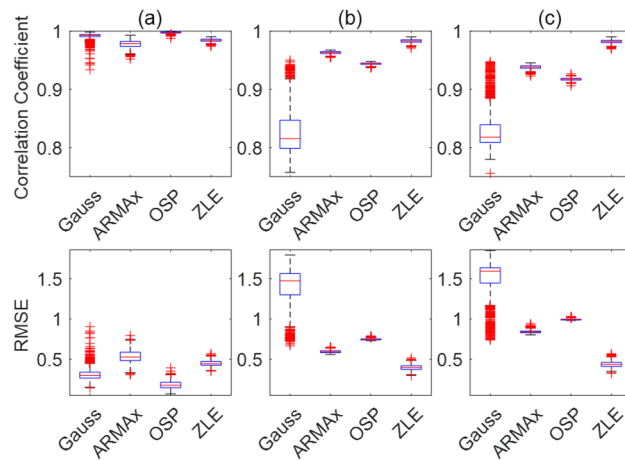 (a) (b) (c)
Correlation Coefficient
1 0.9 0.8
Gauss ARMAx OSP ZLE
1 0.9 0.8
Gauss ARMAx OSP ZLE
1 0.9 0.8
Gauss ARMAx OSP ZLE
RMSE
1.5 1 0.5
Gauss ARMAx OSP ZLE
1.5 1 0.5
Gauss ARMAx OSP ZLE
1.5 1 0.5
Gauss ARMAx OSP ZLE